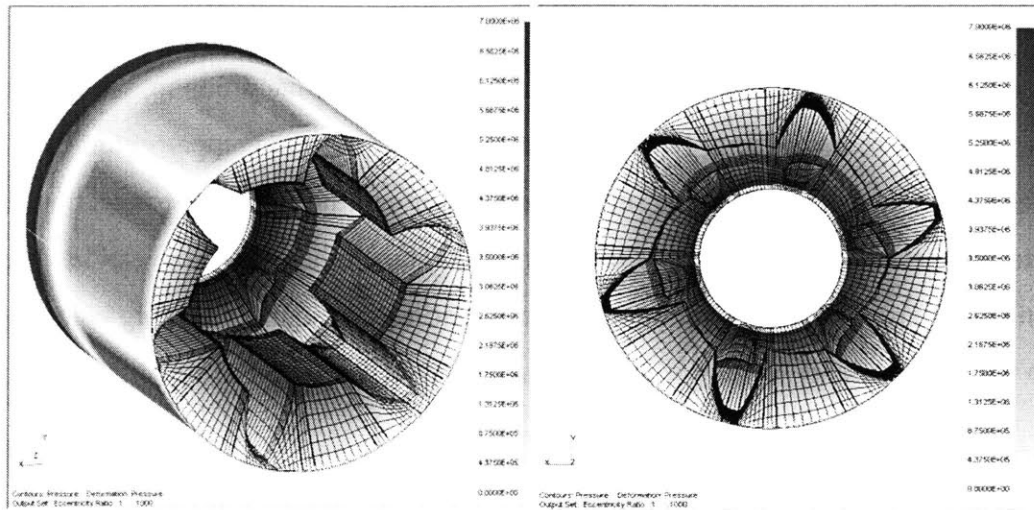 7.0000E+06
6.5625E+06
6.1250E+06
5.6875E+06
5.2500E+06
4.8125E+06
4.3750E+06
3.9375E+06
3.5000E+06
3.0625E+06
2.6250E+06
2.1875E+06
1.7500E+06
1.3125E+06
8.7500E+05
4.3750E+05
0.0000E+00
Y
X
Z
Contours: Pressure Deformation Pressure
Output Set: Eccentricity Ratio 1 1000
7.0000E+06
6.5625E+06
6.1250E+06
5.6875E+06
5.2500E+06
4.8125E+06
4.3750E+06
3.9375E+06
3.5000E+06
3.0625E+06
2.6250E+06
2.1875E+06
1.7500E+06
1.3125E+06
8.7500E+05
4.3750E+05
0.0000E+00
Y
X
Z
Contours: Pressure Deformation Pressure
Output Set: Eccentricity Ratio 1 1000